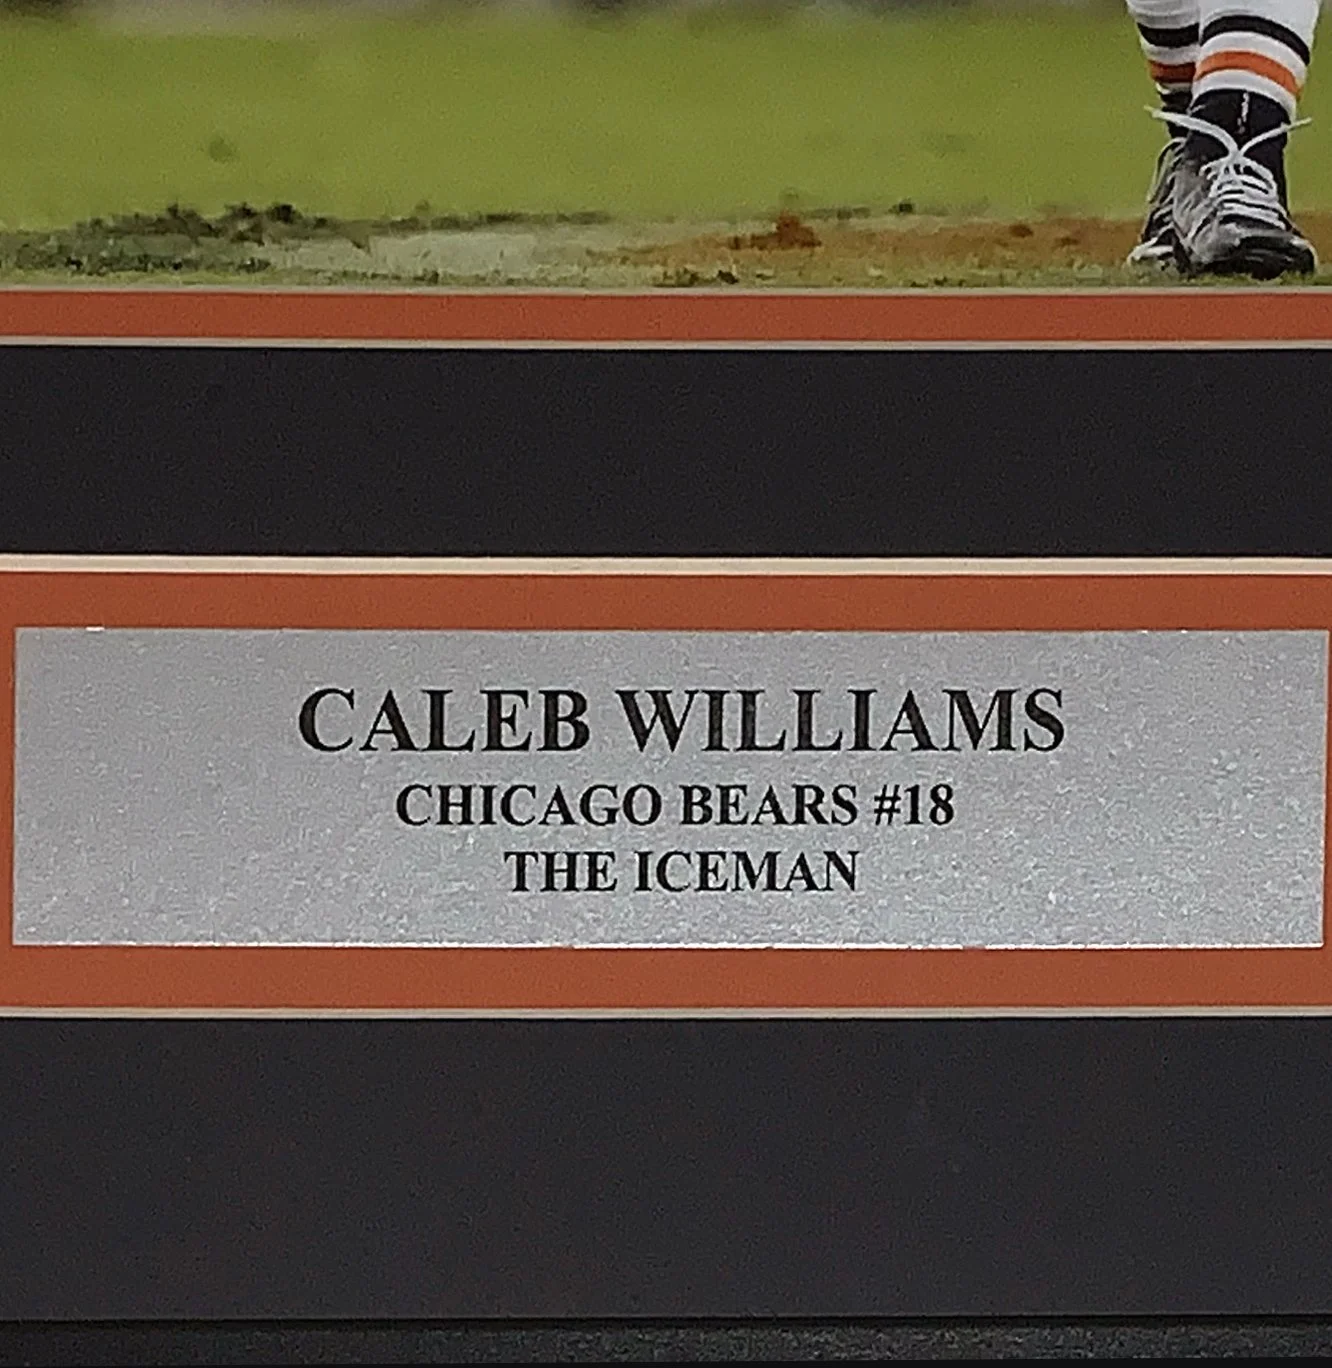 CALEB WILLIAMS
CHICAGO BEARS #18
THE ICEMAN